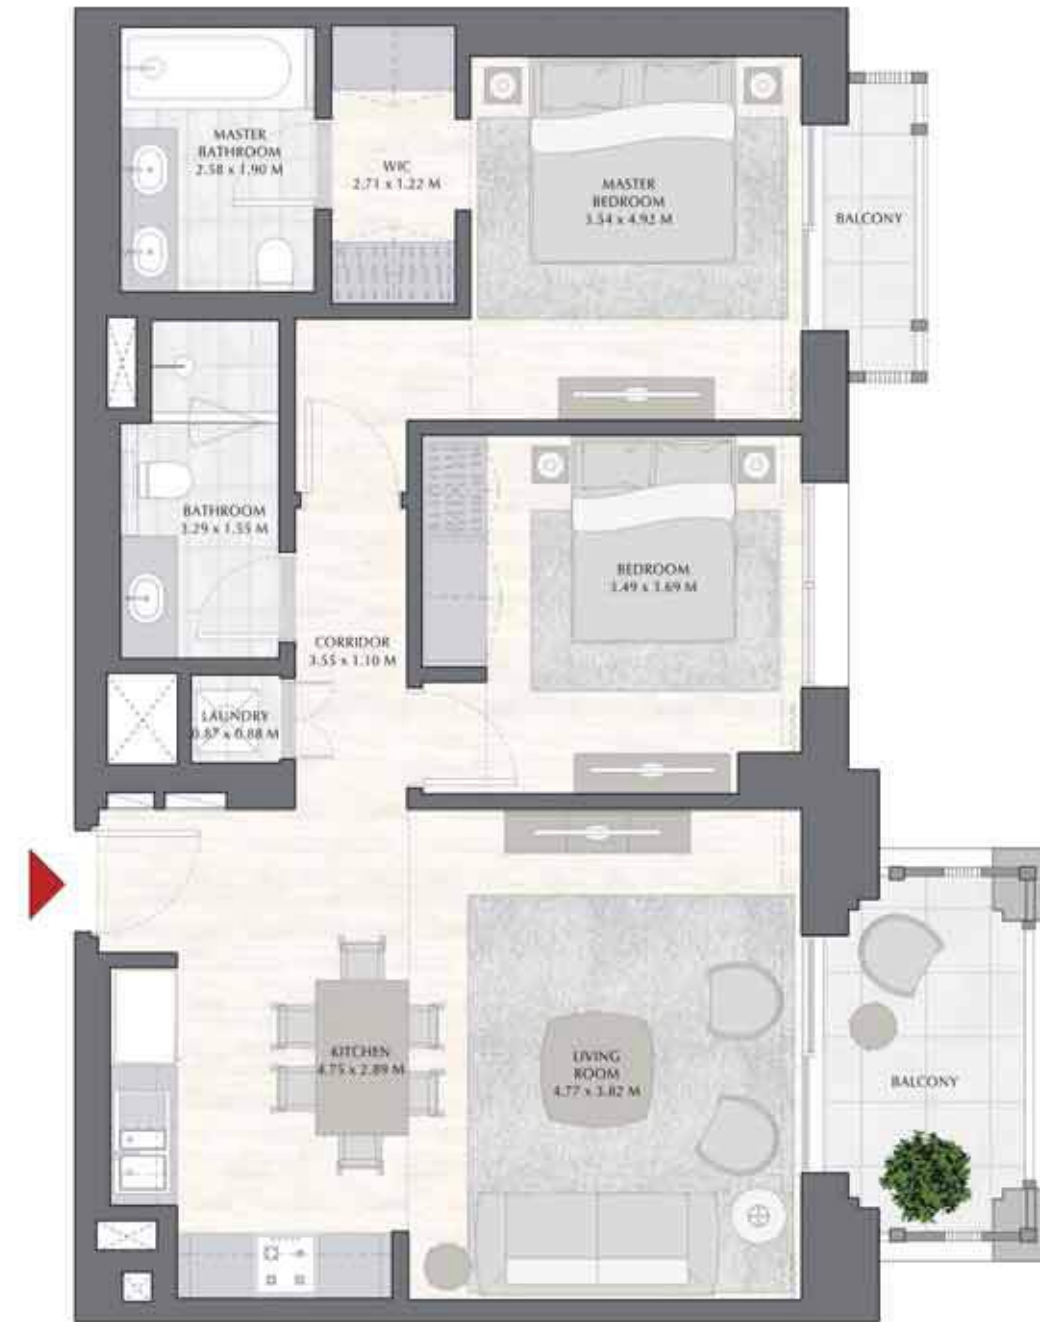 MASTER
BATHROOM
2.58 x 1.90 M
WIC
2.71 x 1.22 M
MASTER
BEDROOM
3.54 x 4.92 M
BALCONY
BATHROOM
3.29 x 1.55 M
BEDROOM
3.49 x 3.69 M
CORRIDOR
3.55 x 1.10 M
LAUNDRY
0.87 x 0.88 M
KITCHEN
4.75 x 2.89 M
LIVING
ROOM
4.77 x 3.82 M
BALCONY